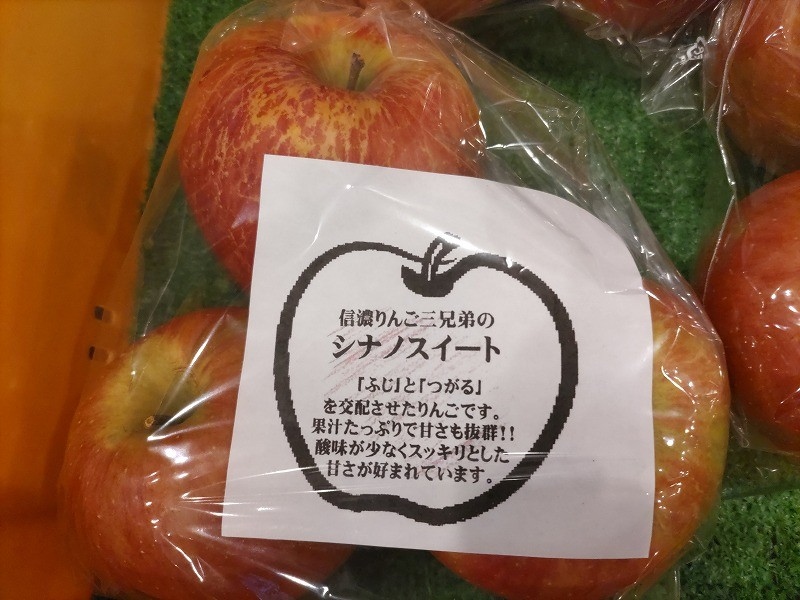 信濃りんご三兄弟の
シナノスイート
「ふじ」と「つがる」
を交配させたりんごです。
果汁たっぷりで甘さも抜群!!
酸味が少なくスッキリとした
甘さが好まれています。